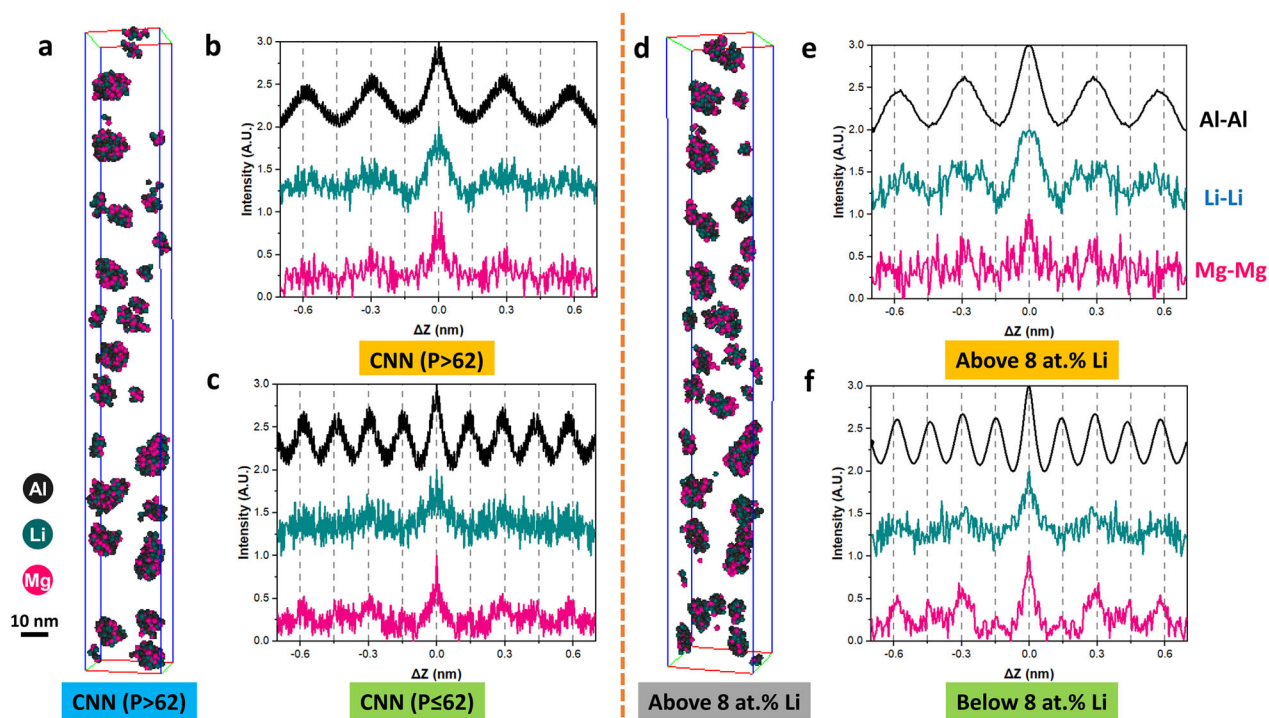 a
Al
Li
Mg
10 nm
CNN (P>62)
b
3.0
2.5
2.0
1.5
1.0
0.5
0.0
Intensity (A.U.)
-0.6 -0.3 0.0 0.3 0.6
ΔZ (nm)
CNN (P>62)
c
3.0
2.5
2.0
1.5
1.0
0.5
0.0
Intensity (A.U.)
-0.6 -0.3 0.0 0.3 0.6
ΔZ (nm)
CNN (P≤62)
d
Above 8 at.% Li
e
3.0
2.5
2.0
1.5
1.0
0.5
0.0
Intensity (A.U.)
-0.6 -0.3 0.0 0.3 0.6
ΔZ (nm)
Al-Al
Li-Li
Mg-Mg
Above 8 at.% Li
f
3.0
2.5
2.0
1.5
1.0
0.5
0.0
Intensity (A.U.)
-0.6 -0.3 0.0 0.3 0.6
ΔZ (nm)
Below 8 at.% Li